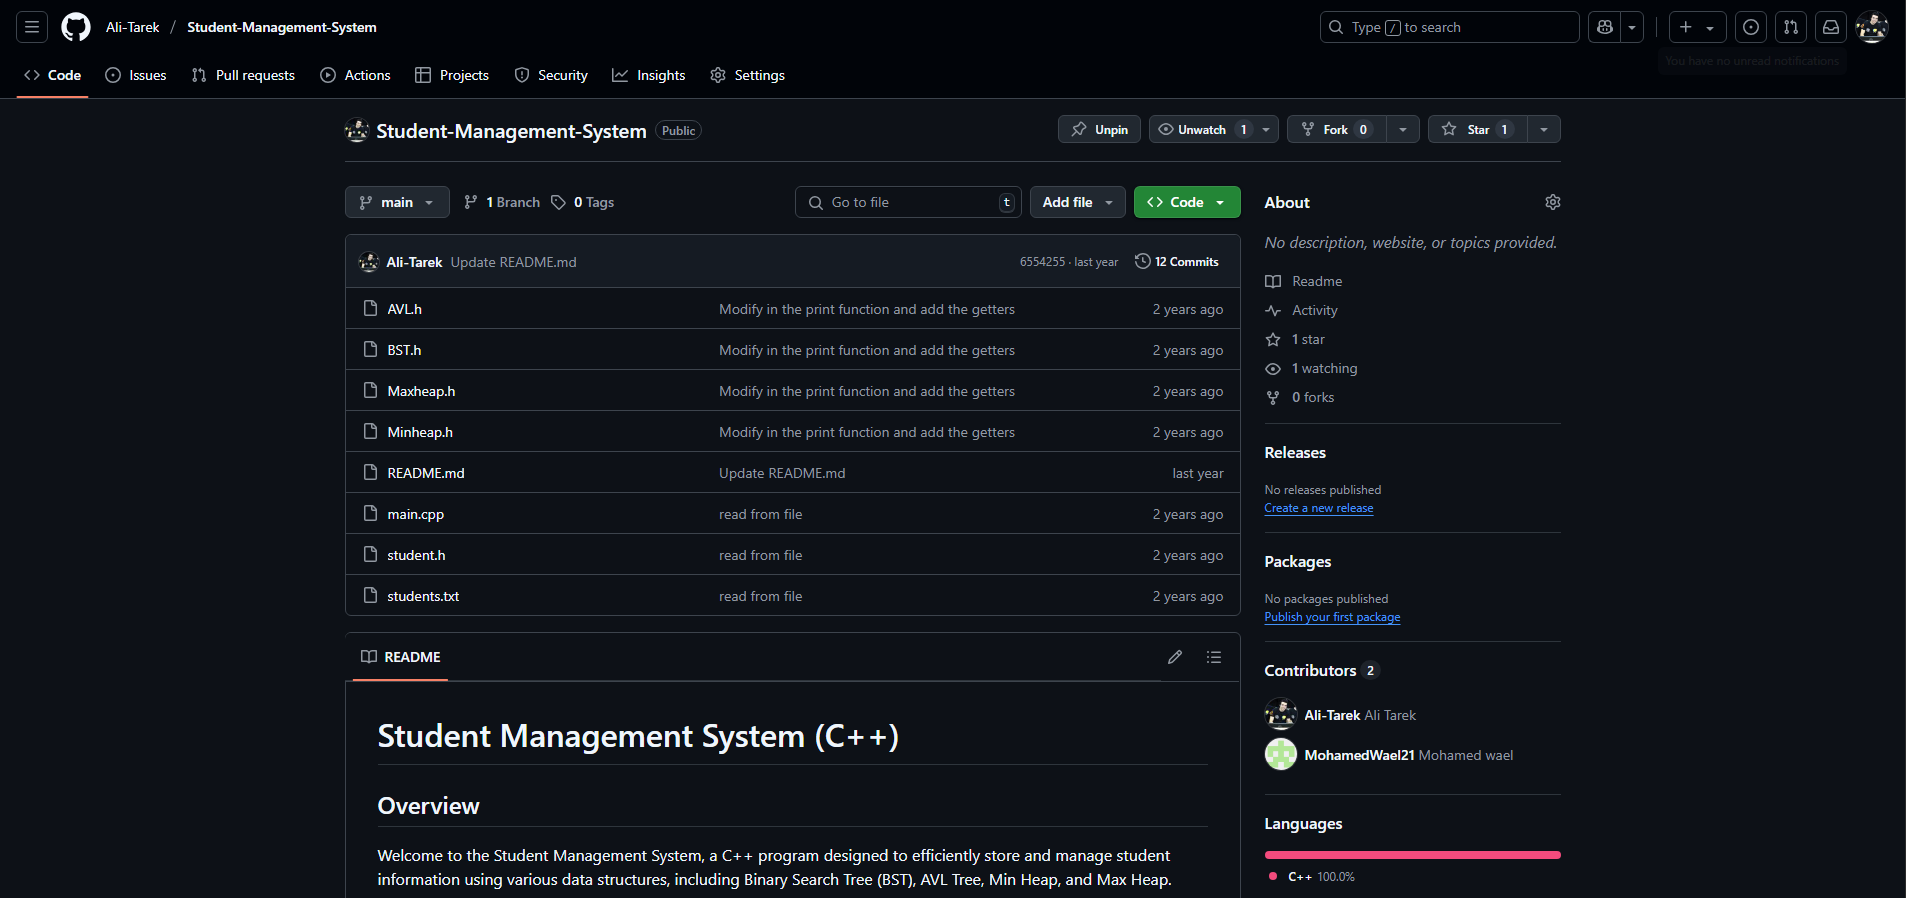 Ali-Tarek / Student-Management-System
Type / to search
Code Issues Pull requests Actions Projects Security Insights Settings
You have no unread notifications
Student-Management-System Public
Unpin Unwatch 1 Fork 0 Star 1
main 1 Branch 0 Tags Go to file t Add file Code
Ali-Tarek Update README.md 6554255 · last year 12 Commits
AVL.h Modify in the print function and add the getters 2 years ago
BST.h Modify in the print function and add the getters 2 years ago
Maxheap.h Modify in the print function and add the getters 2 years ago
Minheap.h Modify in the print function and add the getters 2 years ago
README.md Update README.md last year
main.cpp read from file 2 years ago
student.h read from file 2 years ago
students.txt read from file 2 years ago
README
Student Management System (C++)
Overview
Welcome to the Student Management System, a C++ program designed to efficiently store and manage student
information using various data structures, including Binary Search Tree (BST), AVL Tree, Min Heap, and Max Heap.
About
No description, website, or topics provided.
Readme
Activity
1 star
1 watching
0 forks
Releases
No releases published
Create a new release
Packages
No packages published
Publish your first package
Contributors 2
Ali-Tarek Ali Tarek
MohamedWael21 Mohamed wael
Languages
C++ 100.0%